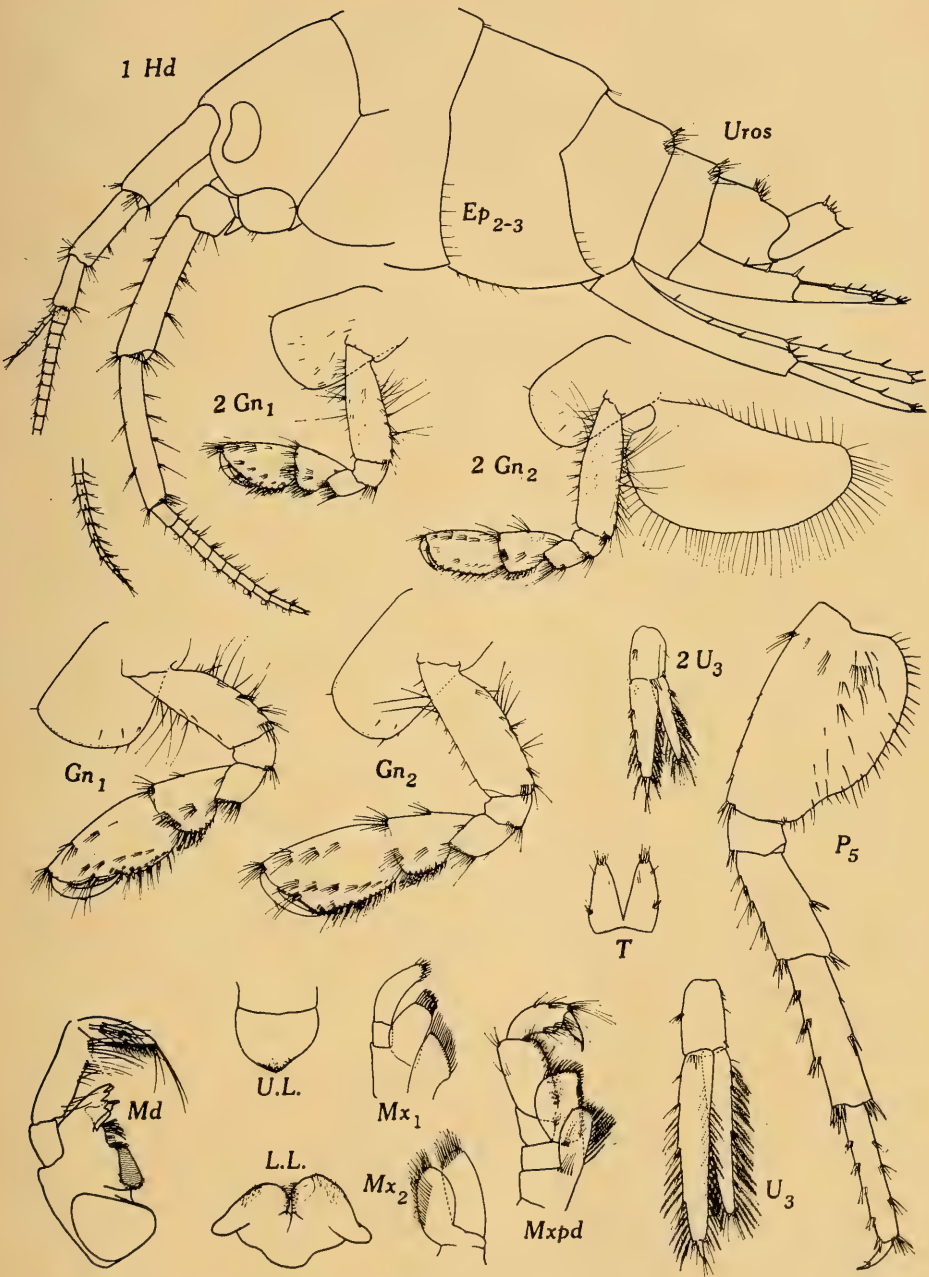 1 Hd
Uros
Ep2-3
2 Gn1
2 Gn2
2 U3
Gn1
Gn2
P5
T
Md
U.L.
Mx1
L.L.
Mx2
Mxpd
U3